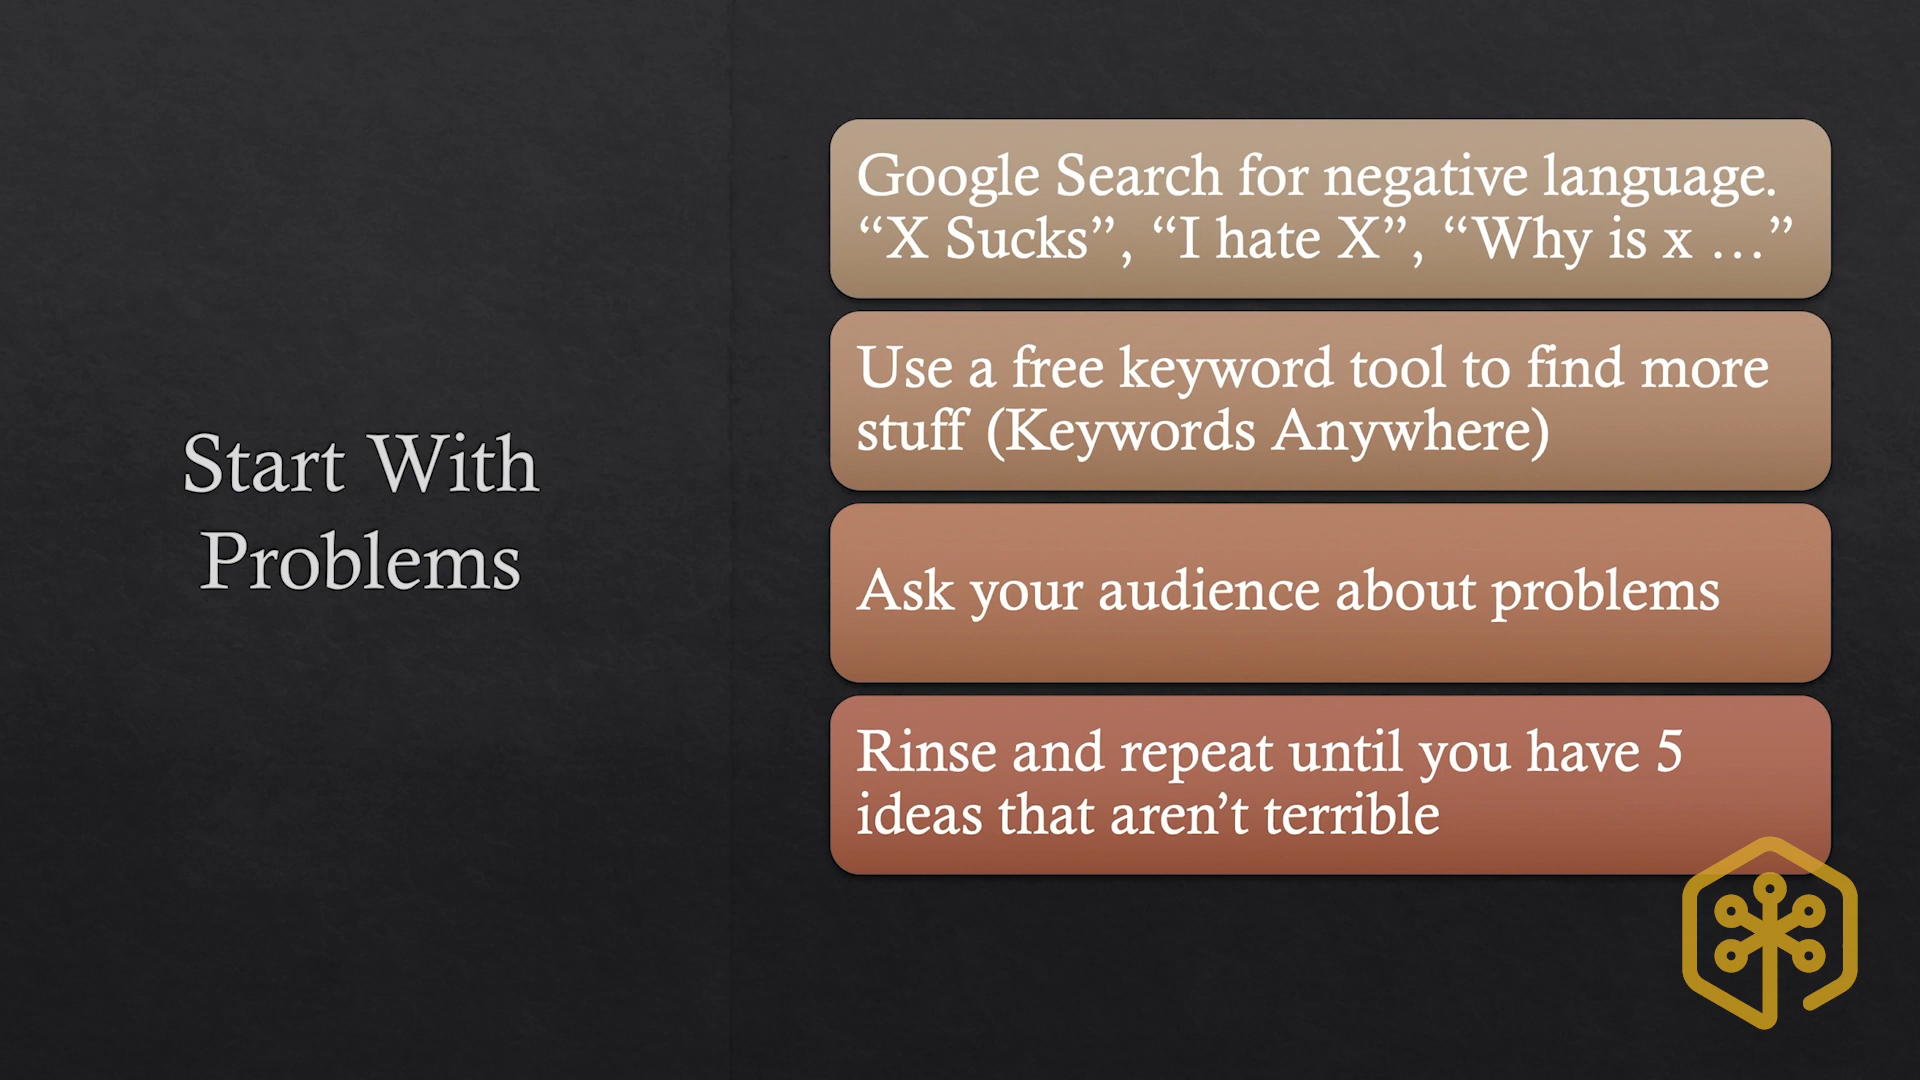 Start With
Problems
Google Search for negative language.
“X Sucks”, “I hate X”, “Why is x …”
Use a free keyword tool to find more
stuff (Keywords Anywhere)
Ask your audience about problems
Rinse and repeat until you have 5
ideas that aren’t terrible